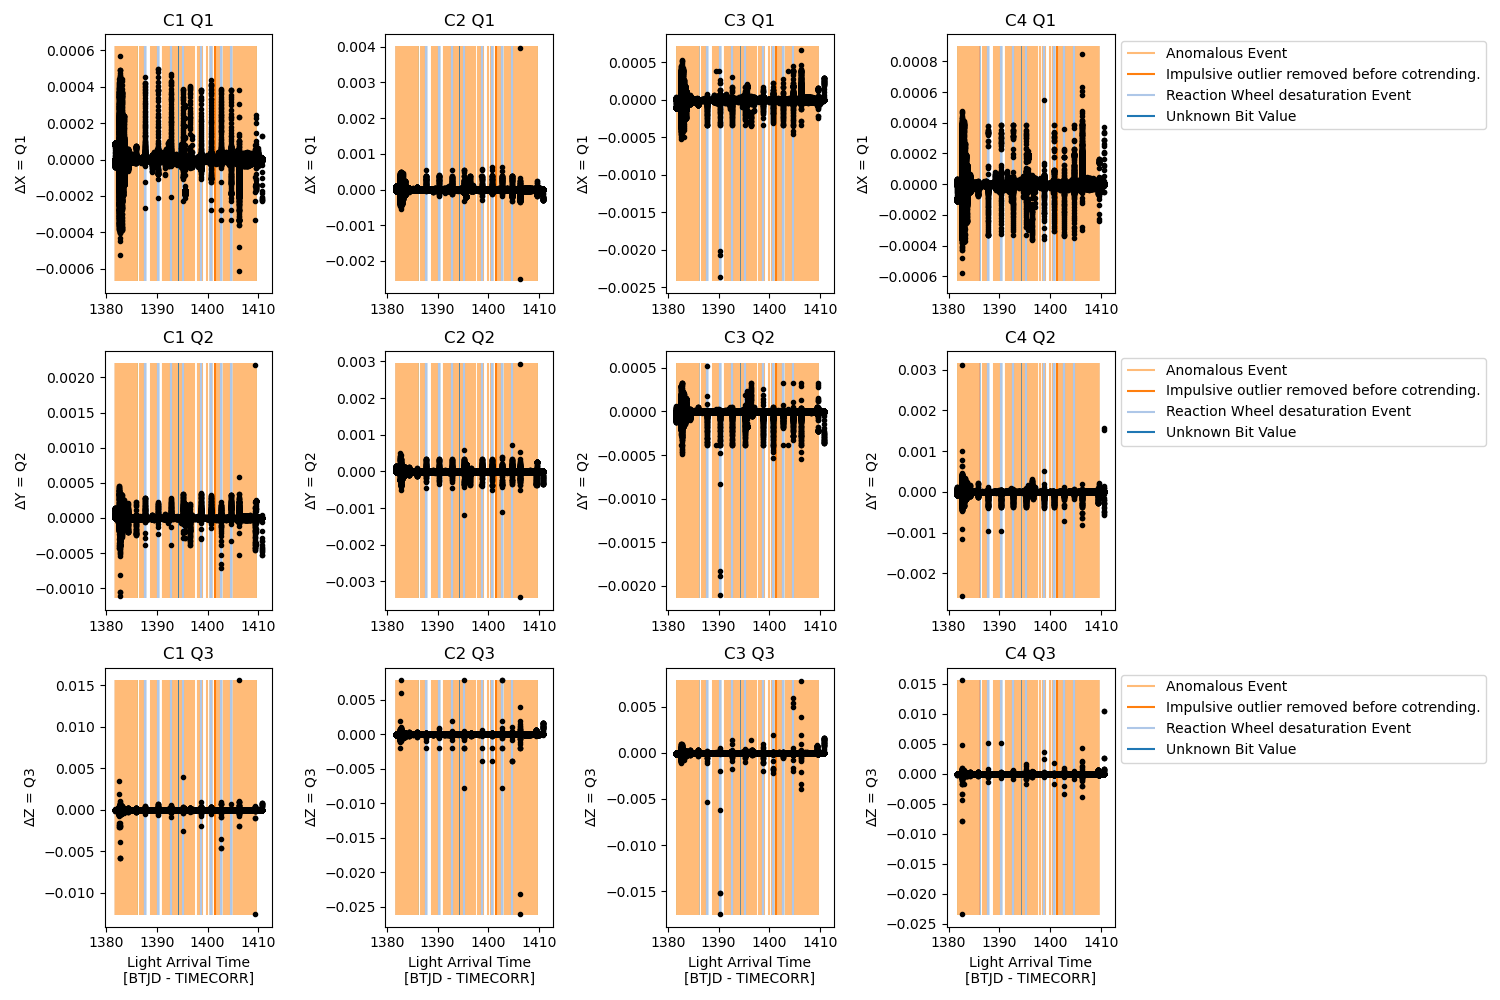 C1 Q1
C2 Q1
C3 Q1
C4 Q1
ΔX = Q1
0.0006
0.0004
0.0002
0.0000
−0.0002
−0.0004
−0.0006
1380 1390 1400 1410
ΔX = Q1
0.004
0.003
0.002
0.001
0.000
−0.001
−0.002
1380 1390 1400 1410
ΔX = Q1
0.0005
0.0000
−0.0005
−0.0010
−0.0015
−0.0020
−0.0025
1380 1390 1400 1410
ΔX = Q1
0.0008
0.0006
0.0004
0.0002
0.0000
−0.0002
−0.0004
−0.0006
1380 1390 1400 1410
Anomalous Event
Impulsive outlier removed before cotrending.
Reaction Wheel desaturation Event
Unknown Bit Value
C1 Q2
C2 Q2
C3 Q2
C4 Q2
ΔY = Q2
0.0020
0.0015
0.0010
0.0005
0.0000
−0.0005
−0.0010
1380 1390 1400 1410
ΔY = Q2
0.003
0.002
0.001
0.000
−0.001
−0.002
−0.003
1380 1390 1400 1410
ΔY = Q2
0.0005
0.0000
−0.0005
−0.0010
−0.0015
−0.0020
1380 1390 1400 1410
ΔY = Q2
0.003
0.002
0.001
0.000
−0.001
−0.002
1380 1390 1400 1410
Anomalous Event
Impulsive outlier removed before cotrending.
Reaction Wheel desaturation Event
Unknown Bit Value
C1 Q3
C2 Q3
C3 Q3
C4 Q3
ΔZ = Q3
0.015
0.010
0.005
0.000
−0.005
−0.010
1380 1390 1400 1410
Light Arrival Time
[BTJD - TIMECORR]
ΔZ = Q3
0.005
0.000
−0.005
−0.010
−0.015
−0.020
−0.025
1380 1390 1400 1410
Light Arrival Time
[BTJD - TIMECORR]
ΔZ = Q3
0.005
0.000
−0.005
−0.010
−0.015
1380 1390 1400 1410
Light Arrival Time
[BTJD - TIMECORR]
ΔZ = Q3
0.015
0.010
0.005
0.000
−0.005
−0.010
−0.015
−0.020
−0.025
1380 1390 1400 1410
Light Arrival Time
[BTJD - TIMECORR]
Anomalous Event
Impulsive outlier removed before cotrending.
Reaction Wheel desaturation Event
Unknown Bit Value